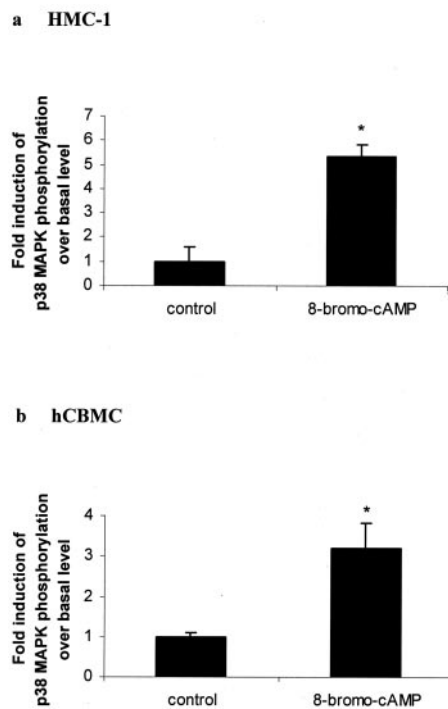 a HMC-1
Fold induction of
p38 MAPK phosphorylation
over basal level
7
6
5
4
3
2
1
0
*
control 8-bromo-cAMP
b hCBMC
Fold induction of
p38 MAPK phosphorylation
over basal level
4
3
2
1
0
*
control 8-bromo-cAMP